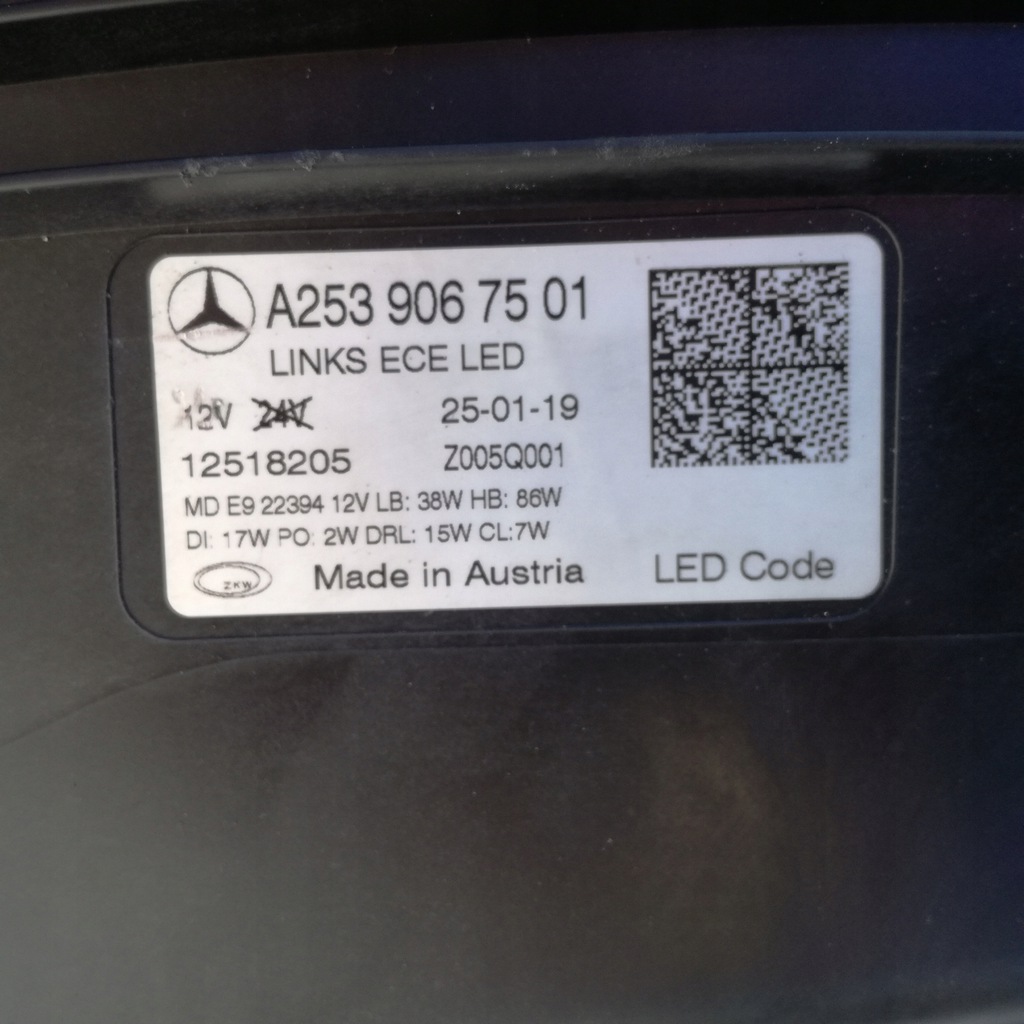 A253 906 75 01
LINKS ECE LED
12V 24V 25-01-19
12518205 Z005Q001
MD E9 22394 12V LB: 38W HB: 86W
DI: 17W PO: 2W DRL: 15W CL:7W
ZKW Made in Austria LED Code